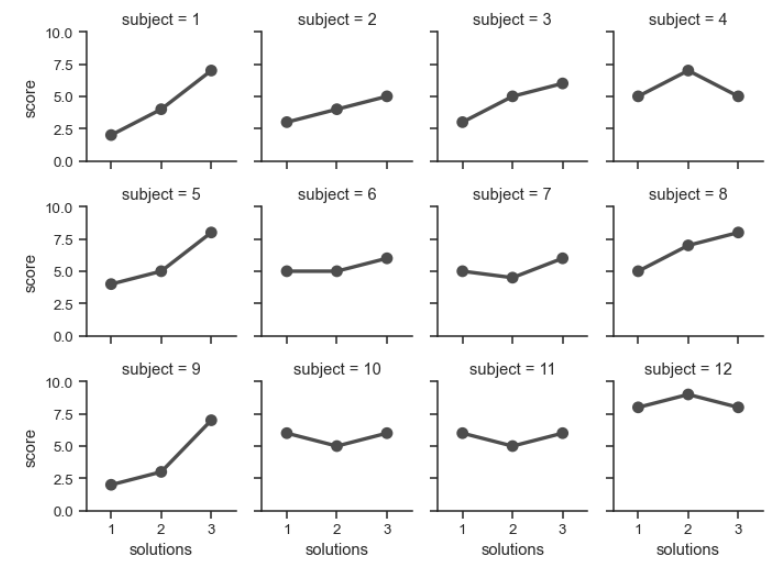 subject = 1
subject = 2
subject = 3
subject = 4
score
10.0
7.5
5.0
2.5
0.0
subject = 5
subject = 6
subject = 7
subject = 8
score
10.0
7.5
5.0
2.5
0.0
subject = 9
subject = 10
subject = 11
subject = 12
score
10.0
7.5
5.0
2.5
0.0
1 2 3
1 2 3
1 2 3
1 2 3
solutions
solutions
solutions
solutions